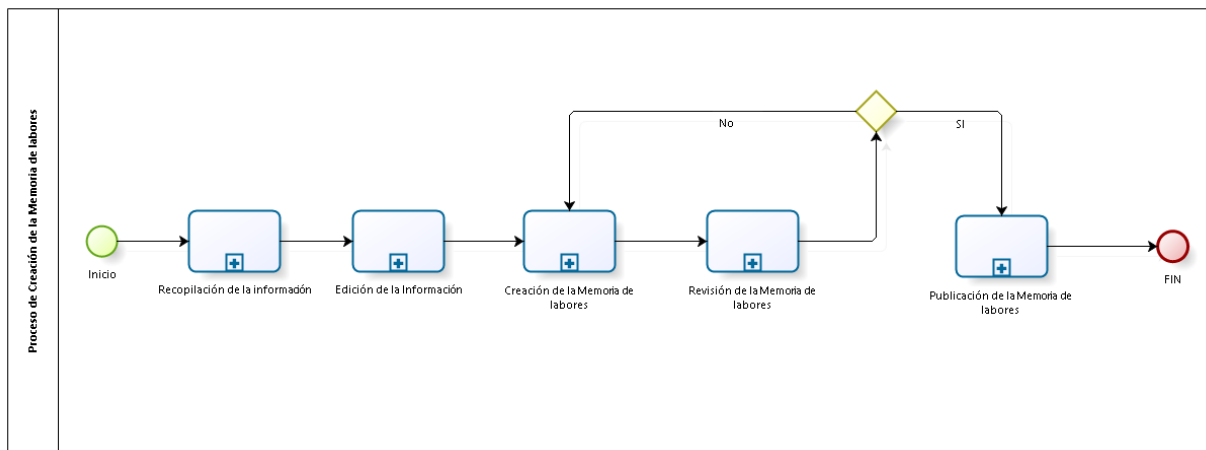 Proceso de Creación de la Memoria de labores
Inicio
Recopilación de la información
Edición de la Información
Creación de la Memoria de
labores
Revisión de la Memoria de
labores
No
SI
Publicación de la Memoria de
labores
FIN